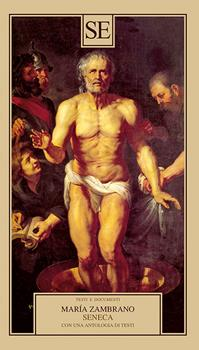 SE
TESTI E DOCUMENTI
MARÍA ZAMBRANO
SENECA
CON UNA ANTOLOGIA DI TESTI